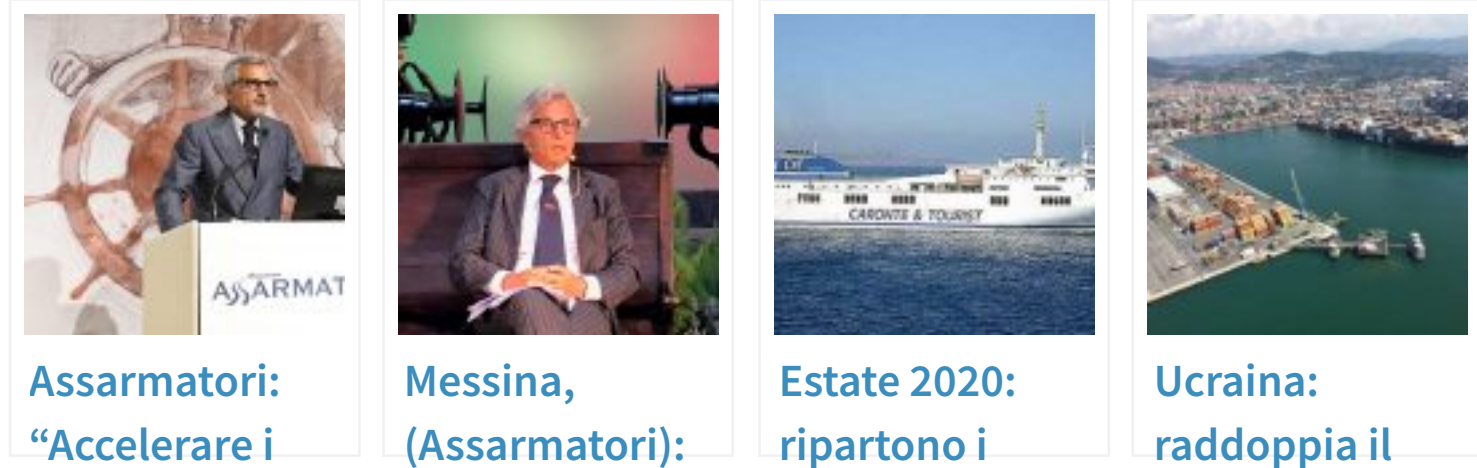 ASSARMAT
CARONTE & TOURIST
Assarmatori:
“Accelerare i
Messina,
(Assarmatori):
Estate 2020:
ripartono i
Ucraina:
raddoppia il